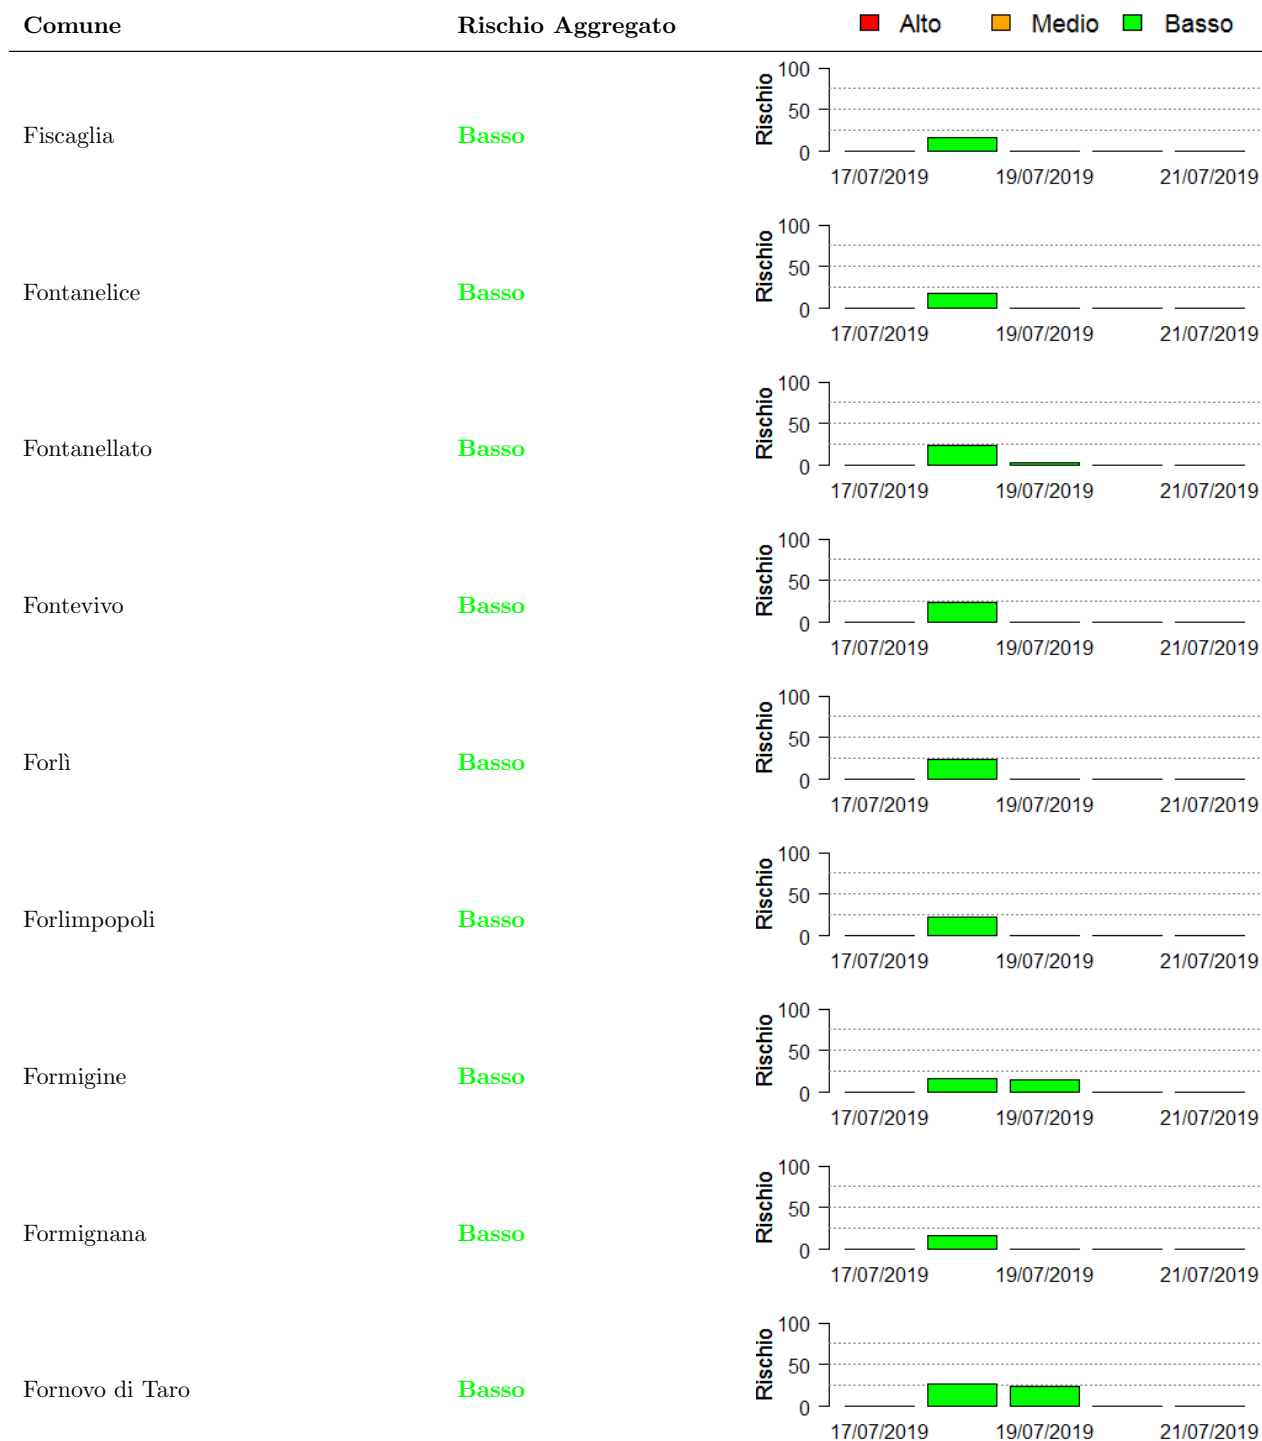 Comune Rischio Aggregato Alto Medio Basso
100
50
0
Rischio
Fiscaglia Basso
17/07/2019 19/07/2019 21/07/2019
100
50
0
Rischio
Fontanelice Basso
17/07/2019 19/07/2019 21/07/2019
100
50
0
Rischio
Fontanellato Basso
17/07/2019 19/07/2019 21/07/2019
100
50
0
Rischio
Fontevivo Basso
17/07/2019 19/07/2019 21/07/2019
100
50
0
Rischio
Forlì Basso
17/07/2019 19/07/2019 21/07/2019
100
50
0
Rischio
Forlimpopoli Basso
17/07/2019 19/07/2019 21/07/2019
100
50
0
Rischio
Formigine Basso
17/07/2019 19/07/2019 21/07/2019
100
50
0
Rischio
Formignana Basso
17/07/2019 19/07/2019 21/07/2019
100
50
0
Rischio
Fornovo di Taro Basso
17/07/2019 19/07/2019 21/07/2019